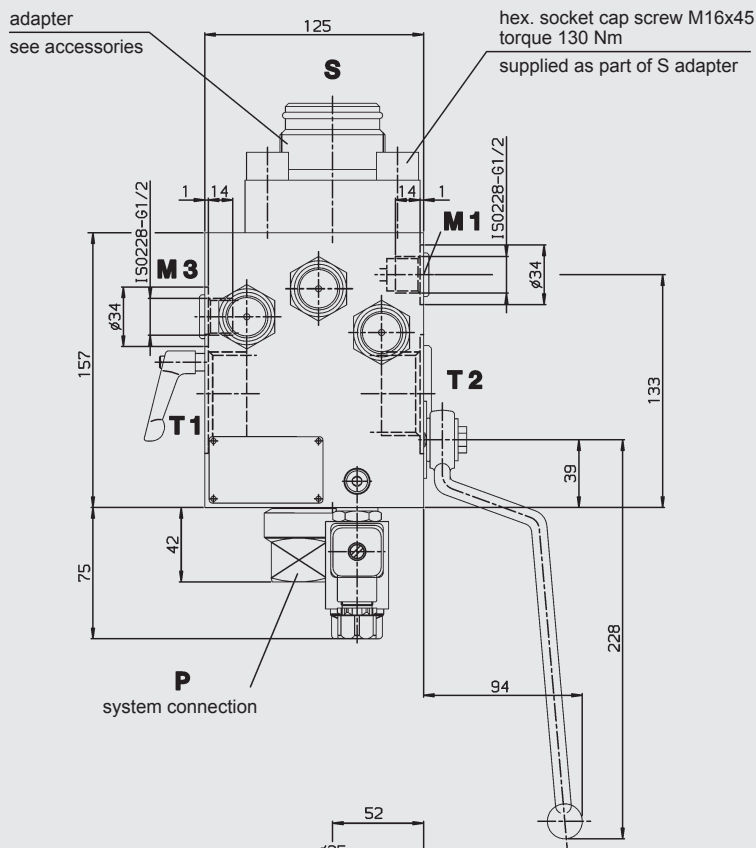 adapter
see accessories
125
hex. socket cap screw M16x45
torque 130 Nm
supplied as part of S adapter
S
1
14
14
1
ISO228-G1/2
ISO228-G1/2
M 3
M 1
ø34
ø34
157
T 1
T 2
133
39
42
75
228
94
P
system connection
52